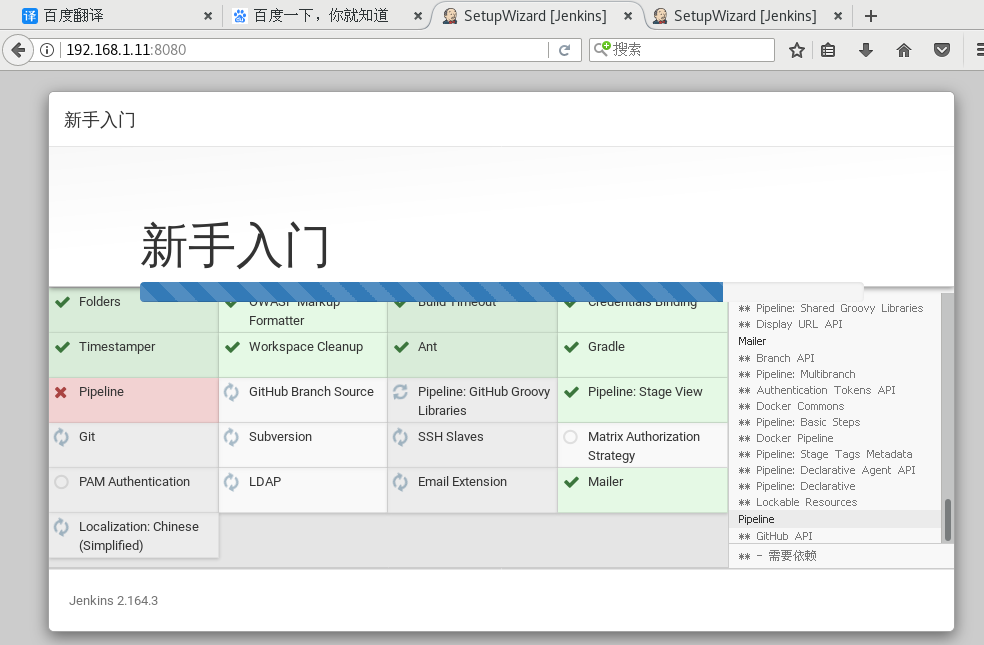 百度翻译
百度一下，你就知道
SetupWizard [Jenkins]
SetupWizard [Jenkins]
192.168.1.11:8080
搜索
新手入门
新手入门
Folders
OWASP Markup
Formatter
Build Timeout
Credentials Binding
Timestamper
Workspace Cleanup
Ant
Gradle
Pipeline
GitHub Branch Source
Pipeline: GitHub Groovy
Libraries
Pipeline: Stage View
Git
Subversion
SSH Slaves
Matrix Authorization
Strategy
PAM Authentication
LDAP
Email Extension
Mailer
Localization: Chinese
(Simplified)
** Pipeline: Shared Groovy Libraries
** Display URL API
Mailer
** Branch API
** Pipeline: Multibranch
** Authentication Tokens API
** Docker Commons
** Pipeline: Basic Steps
** Docker Pipeline
** Pipeline: Stage Tags Metadata
** Pipeline: Declarative Agent API
** Pipeline: Declarative
** Lockable Resources
Pipeline
** GitHub API
** - 需要依赖
Jenkins 2.164.3